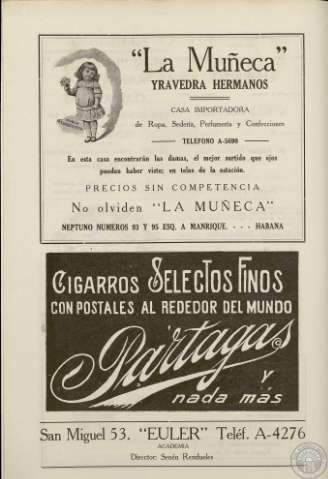 "La Muñeca"
YRAVEDRA HERMANOS
CASA IMPORTADORA
de Ropa, Sedería, Perfumería y Confecciones
TELEFONO A-5690
En esta casa encontrarán las damas, el mejor surtido que ojos
puedan haber visto; en telas de la estación.
PRECIOS SIN COMPETENCIA
No olviden "LA MUÑECA"
NEPTUNO NUMEROS 93 Y 95 ESQ. A MANRIQUE. . . . HABANA
CIGARROS SELECTOS FINOS
CON POSTALES AL REDEDOR DEL MUNDO
Partagas
Y
nada más
San Miguel 53. "EULER" Teléf. A-4276
ACADEMIA
Director: Senén Rendueles